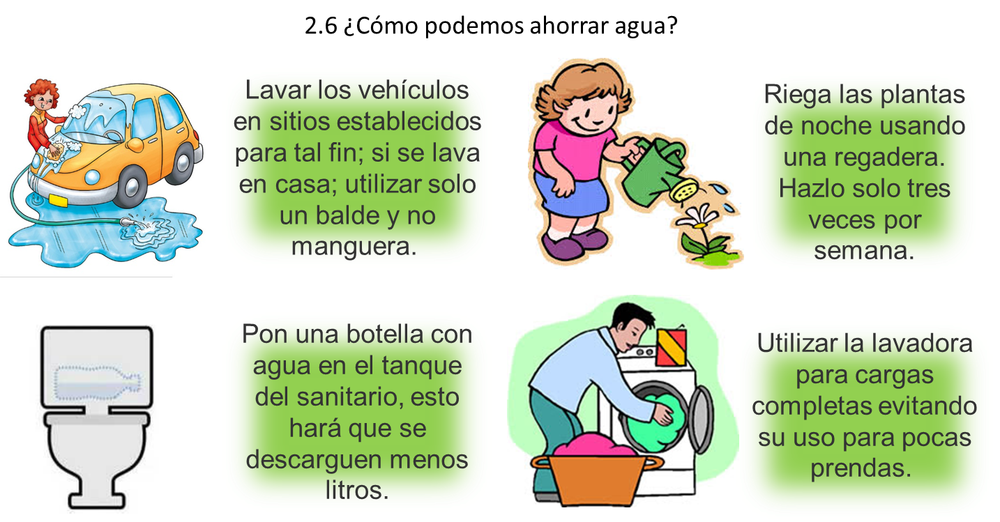 2.6 ¿Cómo podemos ahorrar agua?
Lavar los vehículos
en sitios establecidos
para tal fin; si se lava
en casa; utilizar solo
un balde y no
manguera.
Riega las plantas
de noche usando
una regadera.
Hazlo solo tres
veces por
semana.
Pon una botella con
agua en el tanque
del sanitario, esto
hará que se
descarguen menos
litros.
Utilizar la lavadora
para cargas
completas evitando
su uso para pocas
prendas.